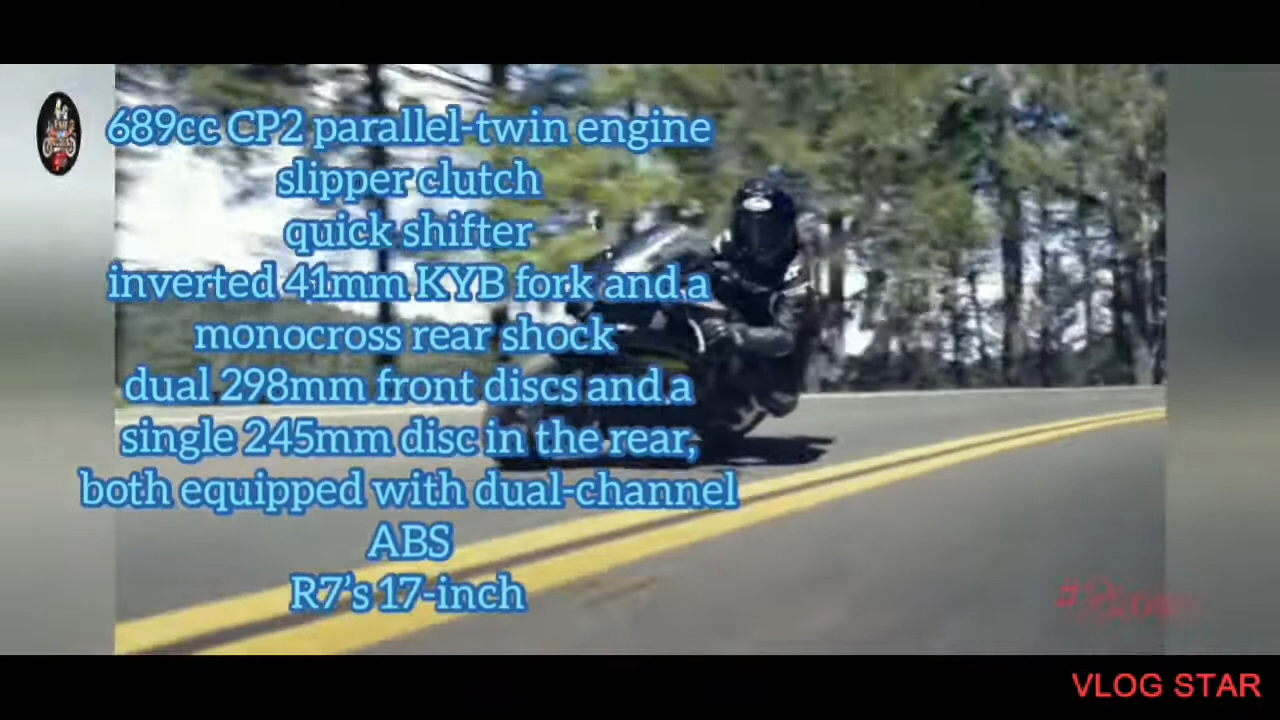 689cc CP2 parallel-twin engine
slipper clutch
quick shifter
inverted 41mm KYB fork and a
monocross rear shock
dual 298mm front discs and a
single 245mm disc in the rear,
both equipped with dual-channel
ABS
R7’s 17-inch
VLOG STAR